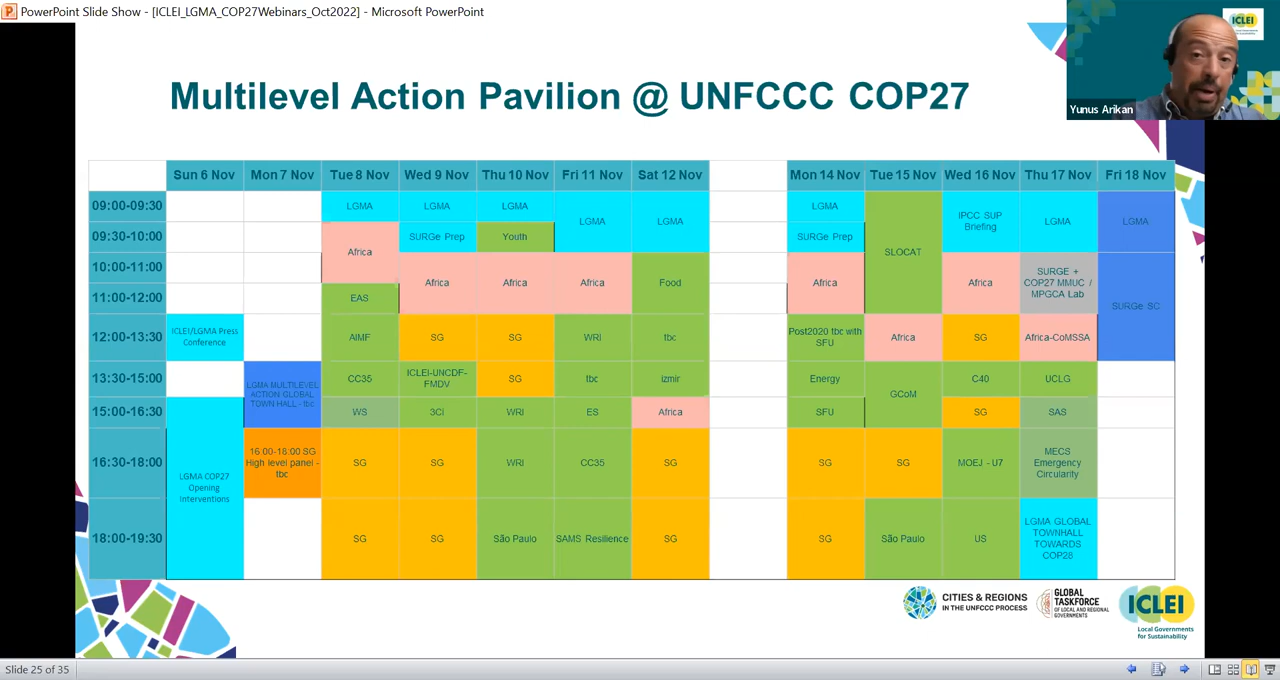 PowerPoint Slide Show - [ICLEI_LGMA_COP27Webinars_Oct2022] - Microsoft PowerPoint
ICLEI
Yunus Arikan
Multilevel Action Pavilion @ UNFCCC COP27
Sun 6 Nov Mon 7 Nov Tue 8 Nov Wed 9 Nov Thu 10 Nov Fri 11 Nov Sat 12 Nov Mon 14 Nov Tue 15 Nov Wed 16 Nov Thu 17 Nov Fri 18 Nov
09:00-09:30
LGMA LGMA LGMA LGMA LGMA LGMA
SLOCAT
IPCC SUP
Briefing
LGMA LGMA
09:30-10:00
Africa
SURGe Prep Youth SURGe Prep
10:00-11:00
Africa Africa Africa Food Africa Africa
SURGE +
COP27 MMUC /
MPGCA Lab
SURGe SC
11:00-12:00
EAS
12:00-13:30
ICLEI/LGMA Press
Conference
AIMF SG SG WRI tbc
Post2020 tbc with
SFU
Africa SG Africa-CoMSSA
13:30-15:00
LGMA MULTILEVEL
ACTION GLOBAL
TOWN HALL - tbc
CC35
ICLEI-UNCDF-
FMDV
SG tbc izmir Energy
GCoM
C40 UCLG
15:00-16:30
WS 3CI WRI ES Africa SFU SG SAS
LGMA COP27
Opening
Interventions
16:30-18:00
16 00-18:00 SG
High level panel -
tbc
SG SG WRI CC35 SG SG SG MOEJ - U7
MECS
Emergency
Circularity
18:00-19:30
SG SG São Paulo SAMS Resilience SG SG São Paulo US
LGMA GLOBAL
TOWNHALL
TOWARDS
COP28
CITIES & REGIONS
IN THE UNFCCC PROCESS
GLOBAL
TASKFORCE
OF LOCAL AND REGIONAL
GOVERNMENTS
ICLEI
Local Governments
for Sustainability
Slide 25 of 35